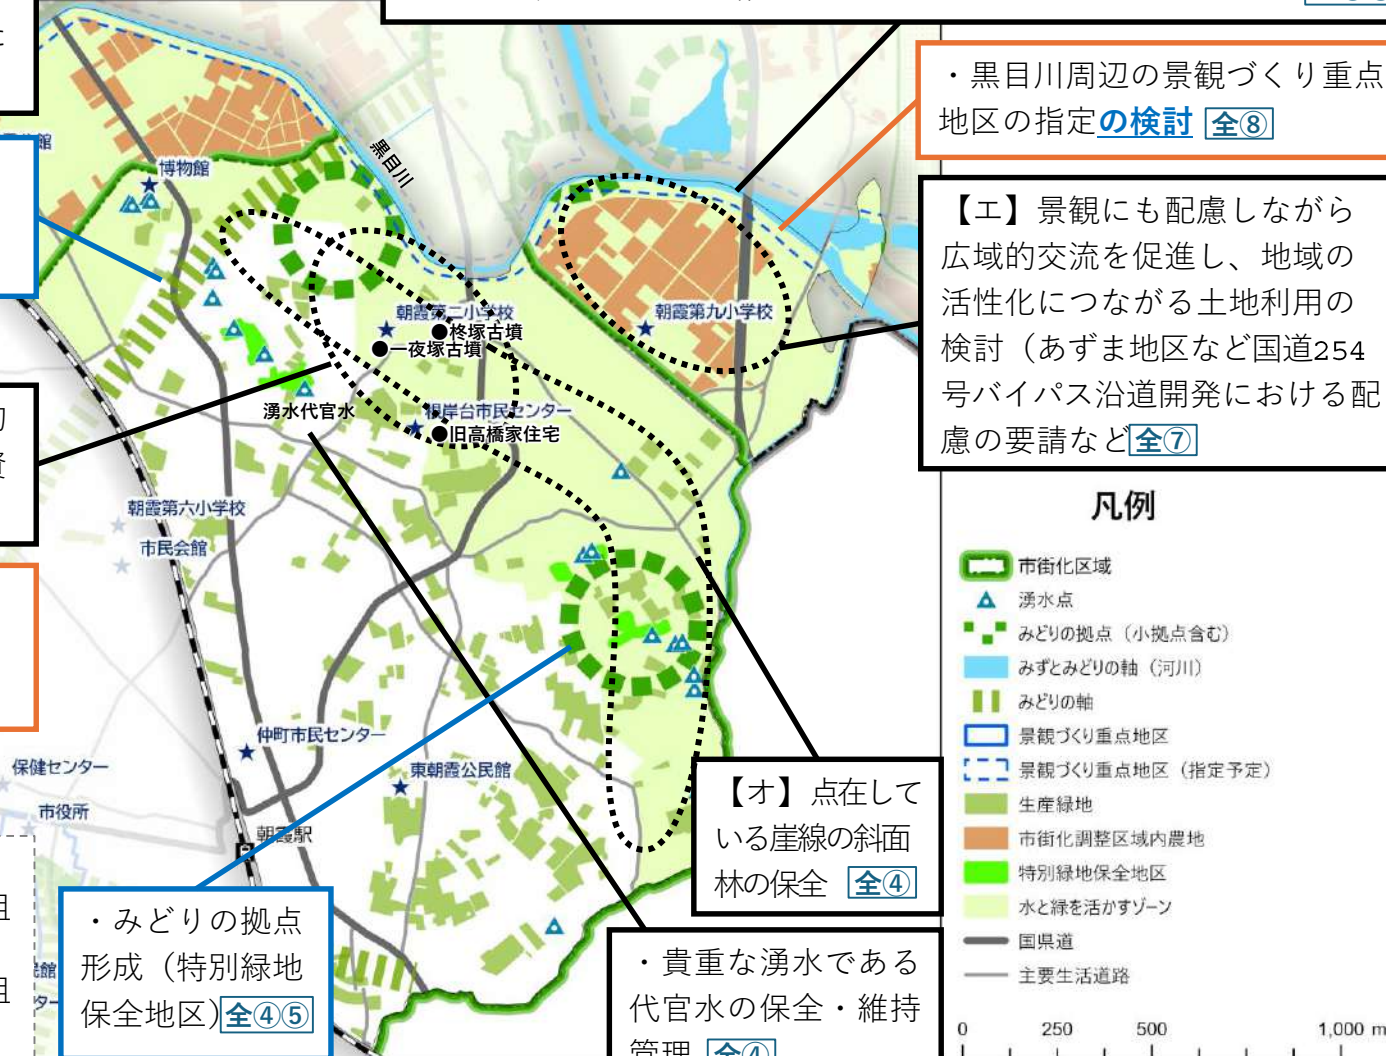 ・黒目川周辺の景観づくり重点
地区の指定の検討 全⑧
【エ】景観にも配慮しながら
広域的交流を促進し、地域の
活性化につながる土地利用の
検討（あずま地区など国道254
号バイパス沿道開発における配
慮の要請など全⑦
黒目川
館
博物館
朝霞第二小学校
●柊塚古墳
●一夜塚古墳
朝霞第九小学校
湧水代官水
根岸台市民センター
●旧高橋家住宅
朝霞第六小学校
市民会館
仲町市民センター
保健センター
市役所
東朝霞公民館
朝霞駅
【オ】点在して
いる崖線の斜面
林の保全 全④
・みどりの拠点
形成（特別緑地
保全地区）全④⑤
・貴重な湧水である
代官水の保全・維持
管理 全④
凡例
市街化区域
湧水点
みどりの拠点（小拠点含む）
みずとみどりの軸（河川）
みどりの軸
景観づくり重点地区
景観づくり重点地区（指定予定）
生産緑地
市街化調整区域内農地
特別緑地保全地区
水と緑を活かすゾーン
国県道
主要生活道路
0 250 500 1,000 m